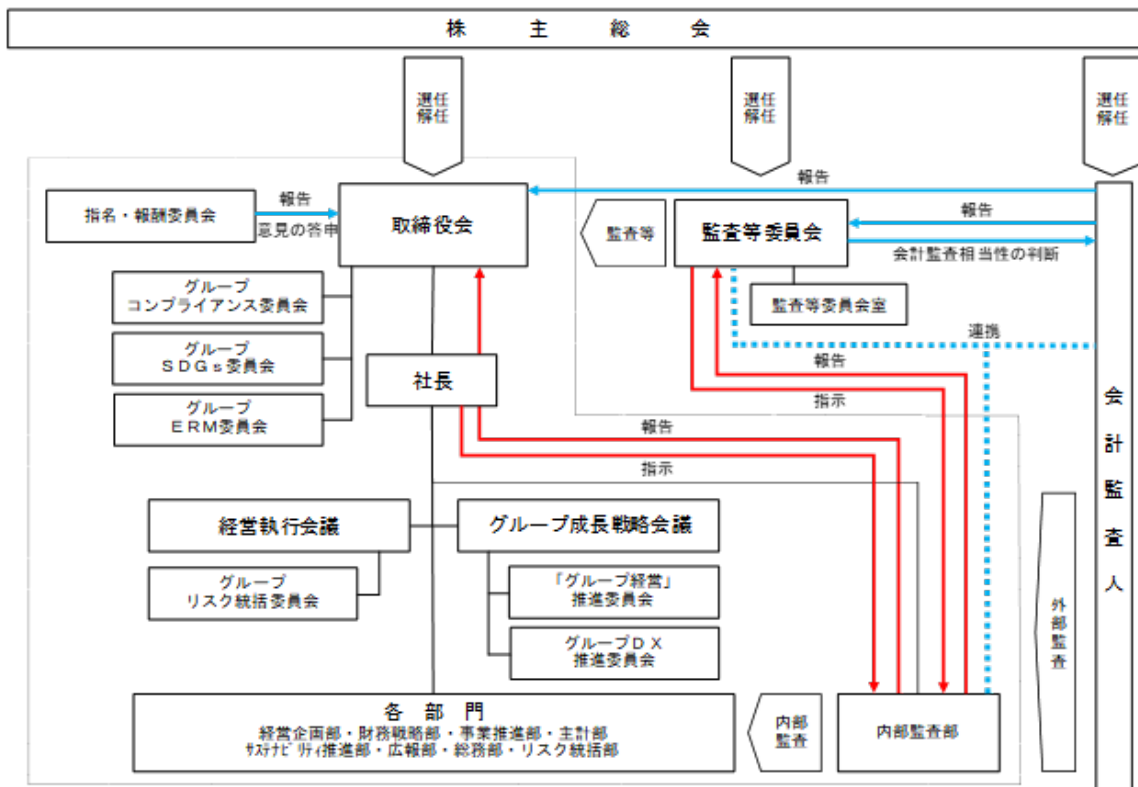 株主総会
選任
解任
選任
解任
選任
解任
報告
指名・報酬委員会
報告
意見の答申
取締役会
監査等
監査等委員会
報告
会計監査相当性の判断
グループ
コンプライアンス委員会
監査等委員会室
連携
グループ
SDGs委員会
社長
報告
指示
グループ
ERM委員会
報告
指示
会計監査人
経営執行会議
グループ成長戦略会議
グループ
リスク統括委員会
「グループ経営」
推進委員会
外部監査
グループDX
推進委員会
各部門
経営企画部・財務戦略部・事業推進部・主計部
ｻｽﾃﾅﾋﾞﾘﾃｨ推進部・広報部・総務部・リスク統括部
内部
監査
内部監査部